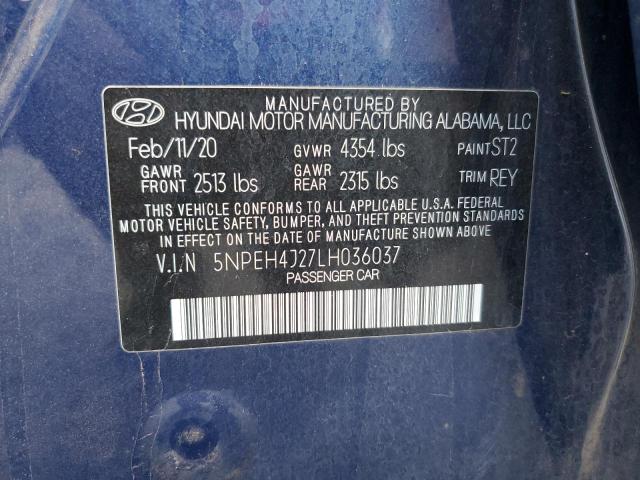 MANUFACTURED BY
HYUNDAI MOTOR MANUFACTURING ALABAMA, LLC
Feb/11/20 GVWR 4354 lbs PAINT ST2
GAWR FRONT 2513 lbs GAWR REAR 2315 lbs TRIM REY
THIS VEHICLE CONFORMS TO ALL APPLICABLE U.S.A. FEDERAL
MOTOR VEHICLE SAFETY, BUMPER, AND THEFT PREVENTION STANDARDS
IN EFFECT ON THE DATE OF MANUFACTURE SHOWN ABOVE.
V.I.N 5NPEH4J27LH036037
PASSENGER CAR